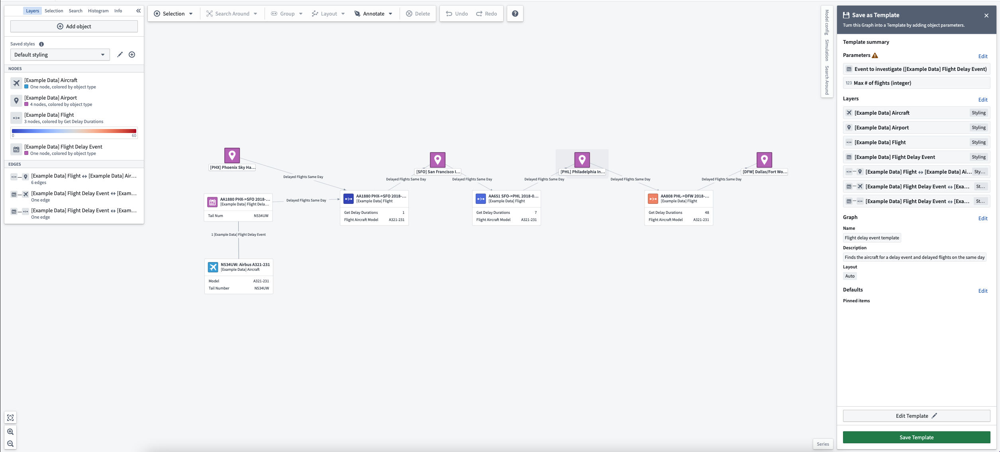 Layers Selection Search Histogram Info
Add object
Saved styles
Default styling
NODES
[Example Data] Aircraft
One node, colored by object type
[Example Data] Airport
4 nodes, colored by object type
[Example Data] Flight
3 nodes, colored by Get Delay Durations
0 60
[Example Data] Flight Delay Event
One node, colored by object type
EDGES
[Example Data] Flight ↔ [Example Data] Air...
6 edges
[Example Data] Flight Delay Event ↔ [Exam...
One edge
[Example Data] Flight Delay Event ↔ [Exam...
One edge
Selection Search Around Group Layout Annotate Delete Undo Redo
[PHX] Phoenix Sky Ha...
[SFO] San Francisco I...
[PHL] Philadelphia In...
[DFW] Dallas/Fort Wo...
Delayed Flights Same Day
Delayed Flights Same Day
Delayed Flights Same Day
Delayed Flights Same Day
Delayed Flights Same Day
Delayed Flights Same Day
AA1880 PHX->SFO 2018-...
[Example Data] Flight Dela...
Tail Num N534UW
Delayed Flights Same Day
AA1880 PHX->SFO 2018-...
[Example Data] Flight
Get Delay Durations 1
Flight Aircraft Model A321-231
AA651 SFO->PHL 2018-0...
[Example Data] Flight
Get Delay Durations 7
Flight Aircraft Model A321-231
AA808 PHL->DFW 2018-...
[Example Data] Flight
Get Delay Durations 48
Flight Aircraft Model A321-231
1 [Example Data] Flight Delay Event
N534UW: Airbus A321-231
[Example Data] Aircraft
Model A321-231
Tail Number N534UW
Model config
Simulation
Search Around
Series
Save as Template
Turn this Graph into a Template by adding object parameters.
Template summary
Parameters Edit
Event to investigate ([Example Data] Flight Delay Event)
123 Max # of flights (integer)
Layers Edit
[Example Data] Aircraft Styling
[Example Data] Airport Styling
[Example Data] Flight Styling
[Example Data] Flight Delay Event Styling
[Example Data] Flight ↔ [Example Data] Ai... Sty...
[Example Data] Flight Delay Event ↔ [Exa... St...
[Example Data] Flight Delay Event ↔ [Exa... St...
Graph Edit
Name
Flight delay event template
Description
Finds the aircraft for a delay event and delayed flights on the same day
Layout
Auto
Defaults Edit
Pinned items
Edit Template
Save Template